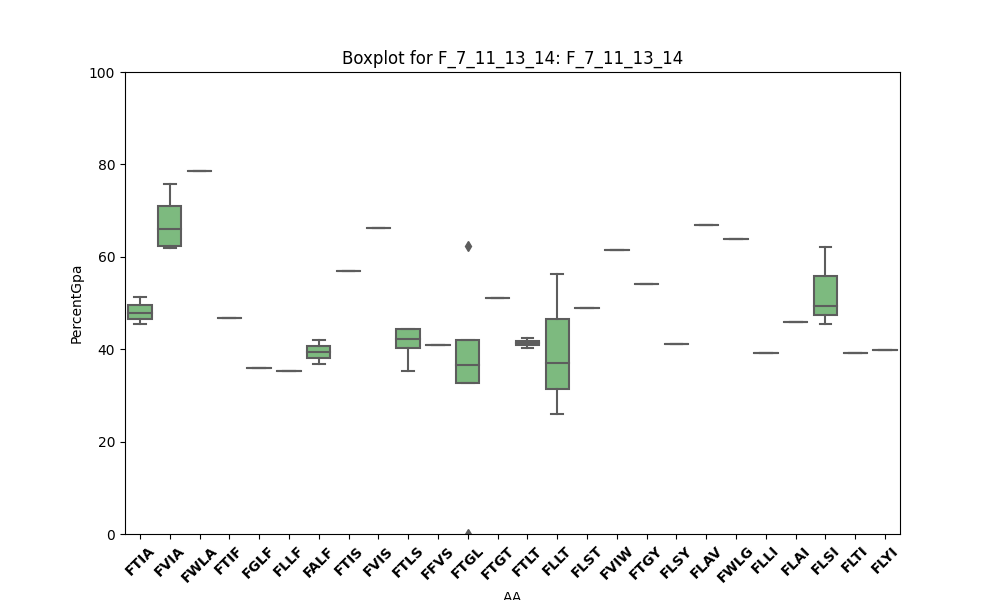 Boxplot for F_7_11_13_14: F_7_11_13_14
100
80
60
40
20
0
PercentGpa
FTIA
FVIA
FWLA
FTIF
FGLF
FLLF
FALF
FTIS
FVIS
FTLS
FFVS
FTGL
FTGT
FTLT
FLLT
FLST
FVIW
FTGY
FLSY
FLAV
FWLG
FLLI
FLAI
FLSI
FLTI
FLYI
AA